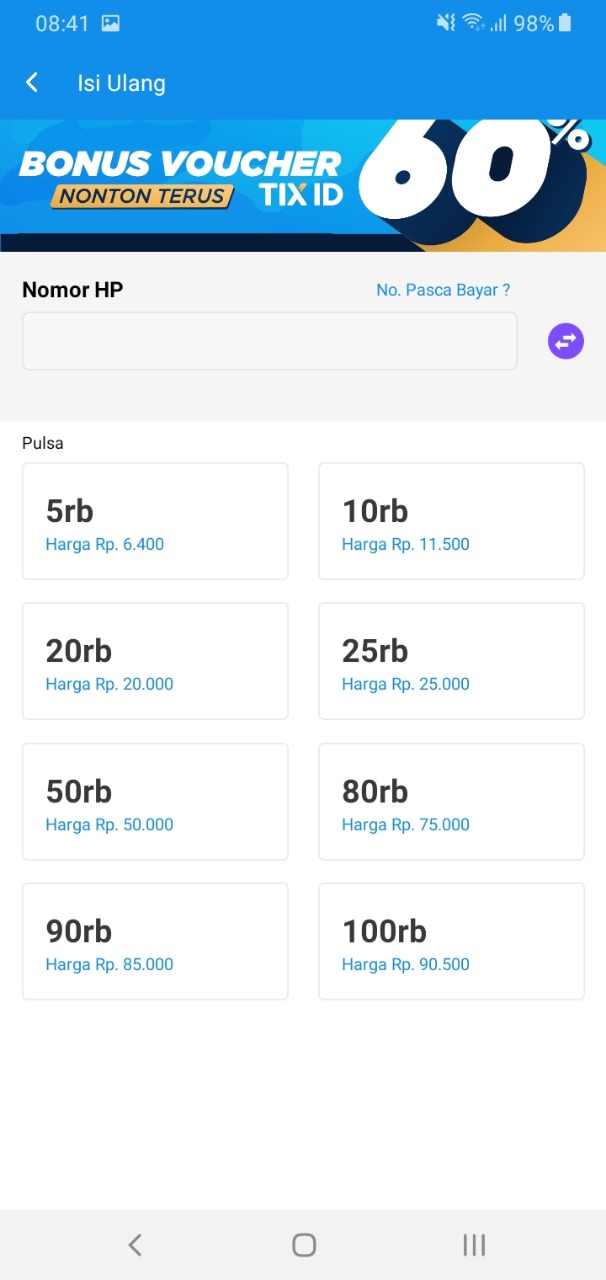 08:41
98%
Isi Ulang
60%
BONUS VOUCHER
NONTON TERUS TIX ID
Nomor HP
No. Pasca Bayar ?
Pulsa
5rb
Harga Rp. 6.400
10rb
Harga Rp. 11.500
20rb
Harga Rp. 20.000
25rb
Harga Rp. 25.000
50rb
Harga Rp. 50.000
80rb
Harga Rp. 75.000
90rb
Harga Rp. 85.000
100rb
Harga Rp. 90.500